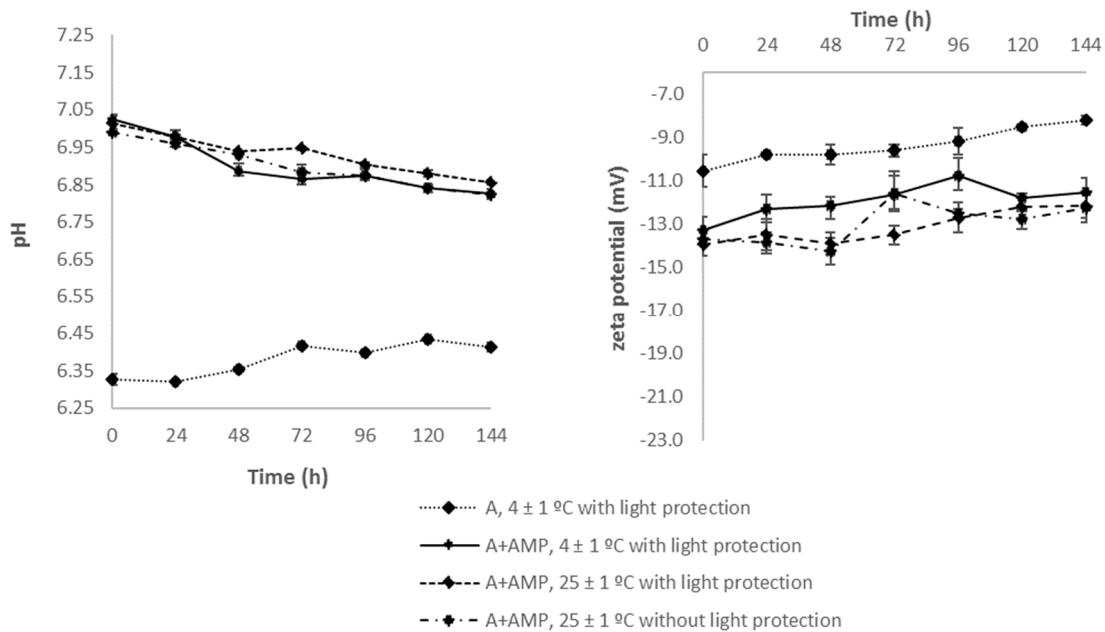 7.25
7.15
7.05
6.95
6.85
6.75
6.65
6.55
6.45
6.35
6.25
pH
0 24 48 72 96 120 144
Time (h)
Time (h)
0 24 48 72 96 120 144
-7.0
-9.0
-11.0
-13.0
-15.0
-17.0
-19.0
-21.0
-23.0
zeta potential (mV)
A, 4 ± 1 ºC with light protection
A+AMP, 4 ± 1 ºC with light protection
A+AMP, 25 ± 1 ºC with light protection
A+AMP, 25 ± 1 ºC without light protection